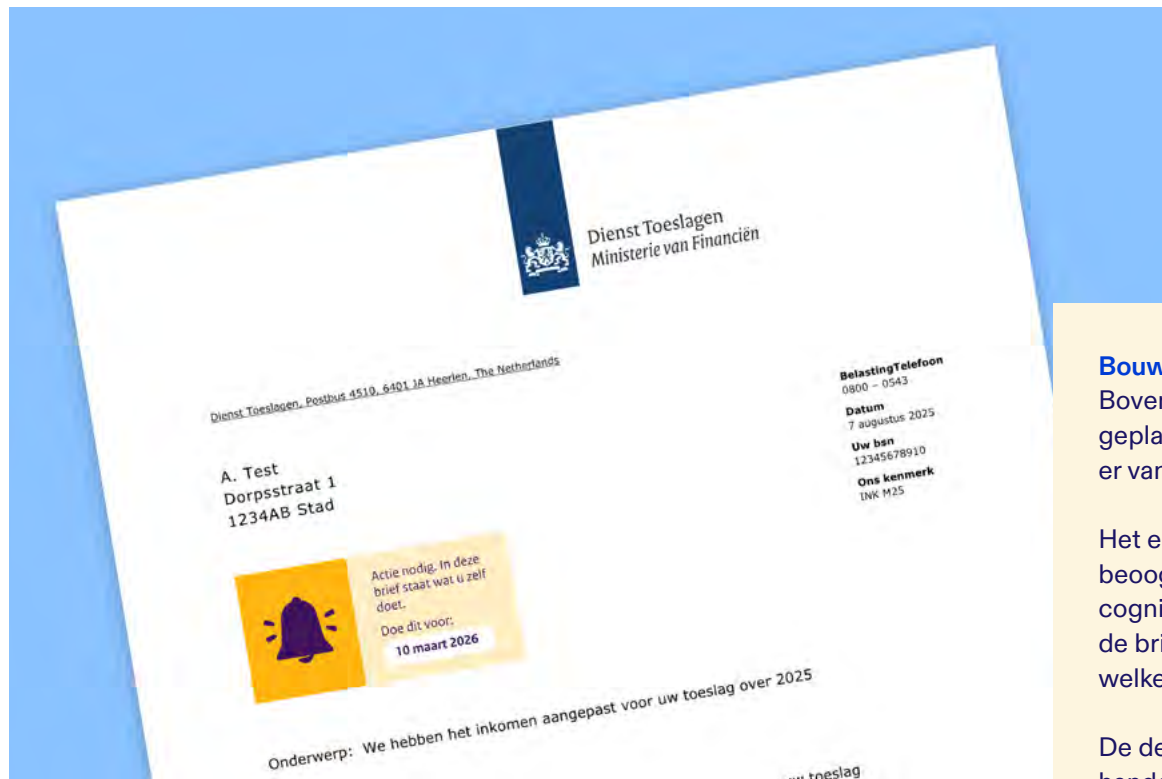 Dienst Toeslagen
Ministerie van Financiën
Dienst Toeslagen, Postbus 4510, 6401 JA Heerlen, The Netherlands
BelastingTelefoon
0800 – 0543
Datum
7 augustus 2025
Uw bsn
12345678910
Ons kenmerk
INK M25
A. Test
Dorpsstraat 1
1234AB Stad
Actie nodig. In deze
brief staat wat u zelf
doet.
Doe dit voor:
10 maart 2026
Onderwerp: We hebben het inkomen aangepast voor uw toeslag over 2025
toeslag
Bouw
Boven
gepla
er van
Het e
beoog
cogni
de bri
welke
De de